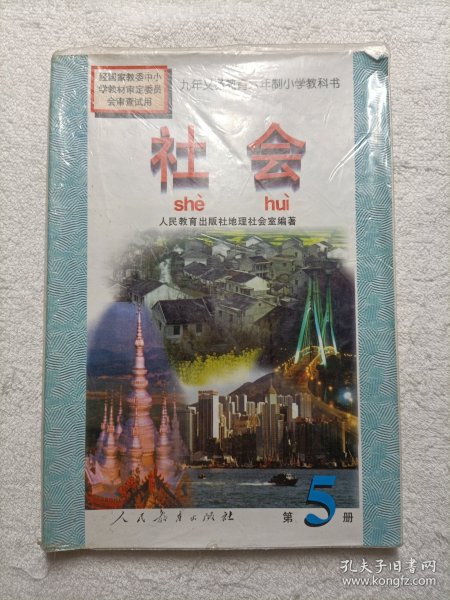 经国家教委中小
学教材审定委员
会审查试用
九年义务教育六年制小学教科书
社会
shè huì
人民教育出版社地理社会室编著
人民教育出版社
第5册
孔夫子旧书网
www.kongfz.com